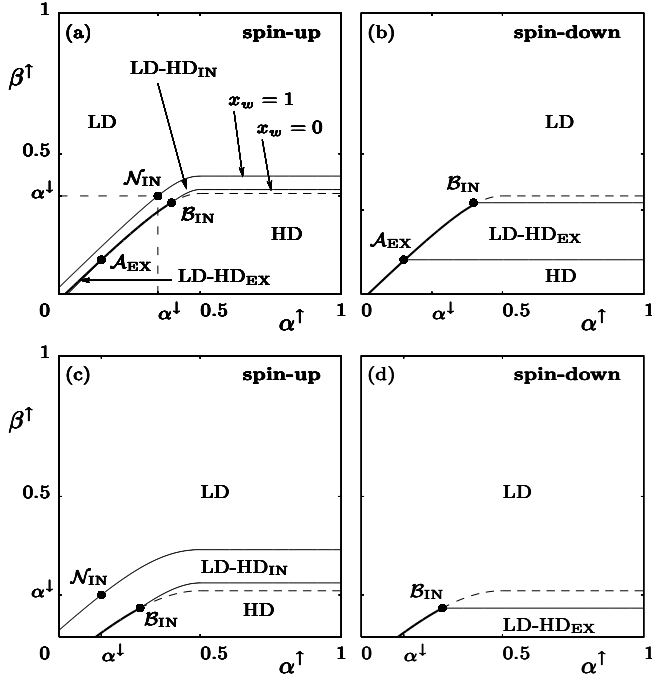 1
(a)
spin-up
β↑
LD-HD_IN
x_w = 1
x_w = 0
LD
0.5
𝒩_IN
α↓
ℬ_IN
HD
𝒜_EX
LD-HD_EX
0
0
α↓
0.5
α↑
1
(b)
spin-down
LD
ℬ_IN
𝒜_EX
LD-HD_EX
HD
0
α↓
0.5
α↑
1
1
(c)
spin-up
β↑
0.5
LD
LD-HD_IN
𝒩_IN
α↓
HD
ℬ_IN
0
0
α↓
0.5
α↑
1
(d)
spin-down
LD
ℬ_IN
LD-HD_EX
0
α↓
0.5
α↑
1